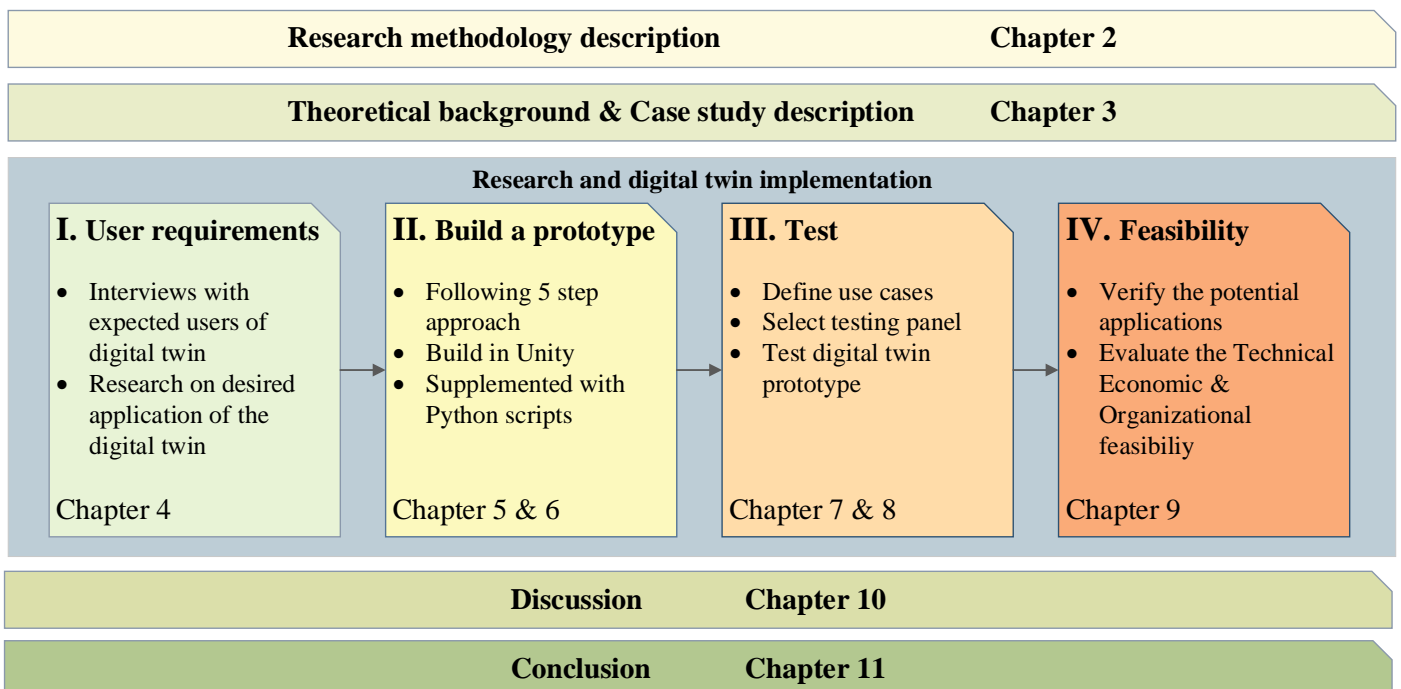 Research methodology description Chapter 2
Theoretical background & Case study description Chapter 3
Research and digital twin implementation
I. User requirements
• Interviews with
expected users of
digital twin
• Research on desired
application of the
digital twin
Chapter 4
II. Build a prototype
• Following 5 step
approach
• Build in Unity
• Supplemented with
Python scripts
Chapter 5 & 6
III. Test
• Define use cases
• Select testing panel
• Test digital twin
prototype
Chapter 7 & 8
IV. Feasibility
• Verify the potential
applications
• Evaluate the Technical
Economic &
Organizational
feasibiliy
Chapter 9
Discussion Chapter 10
Conclusion Chapter 11